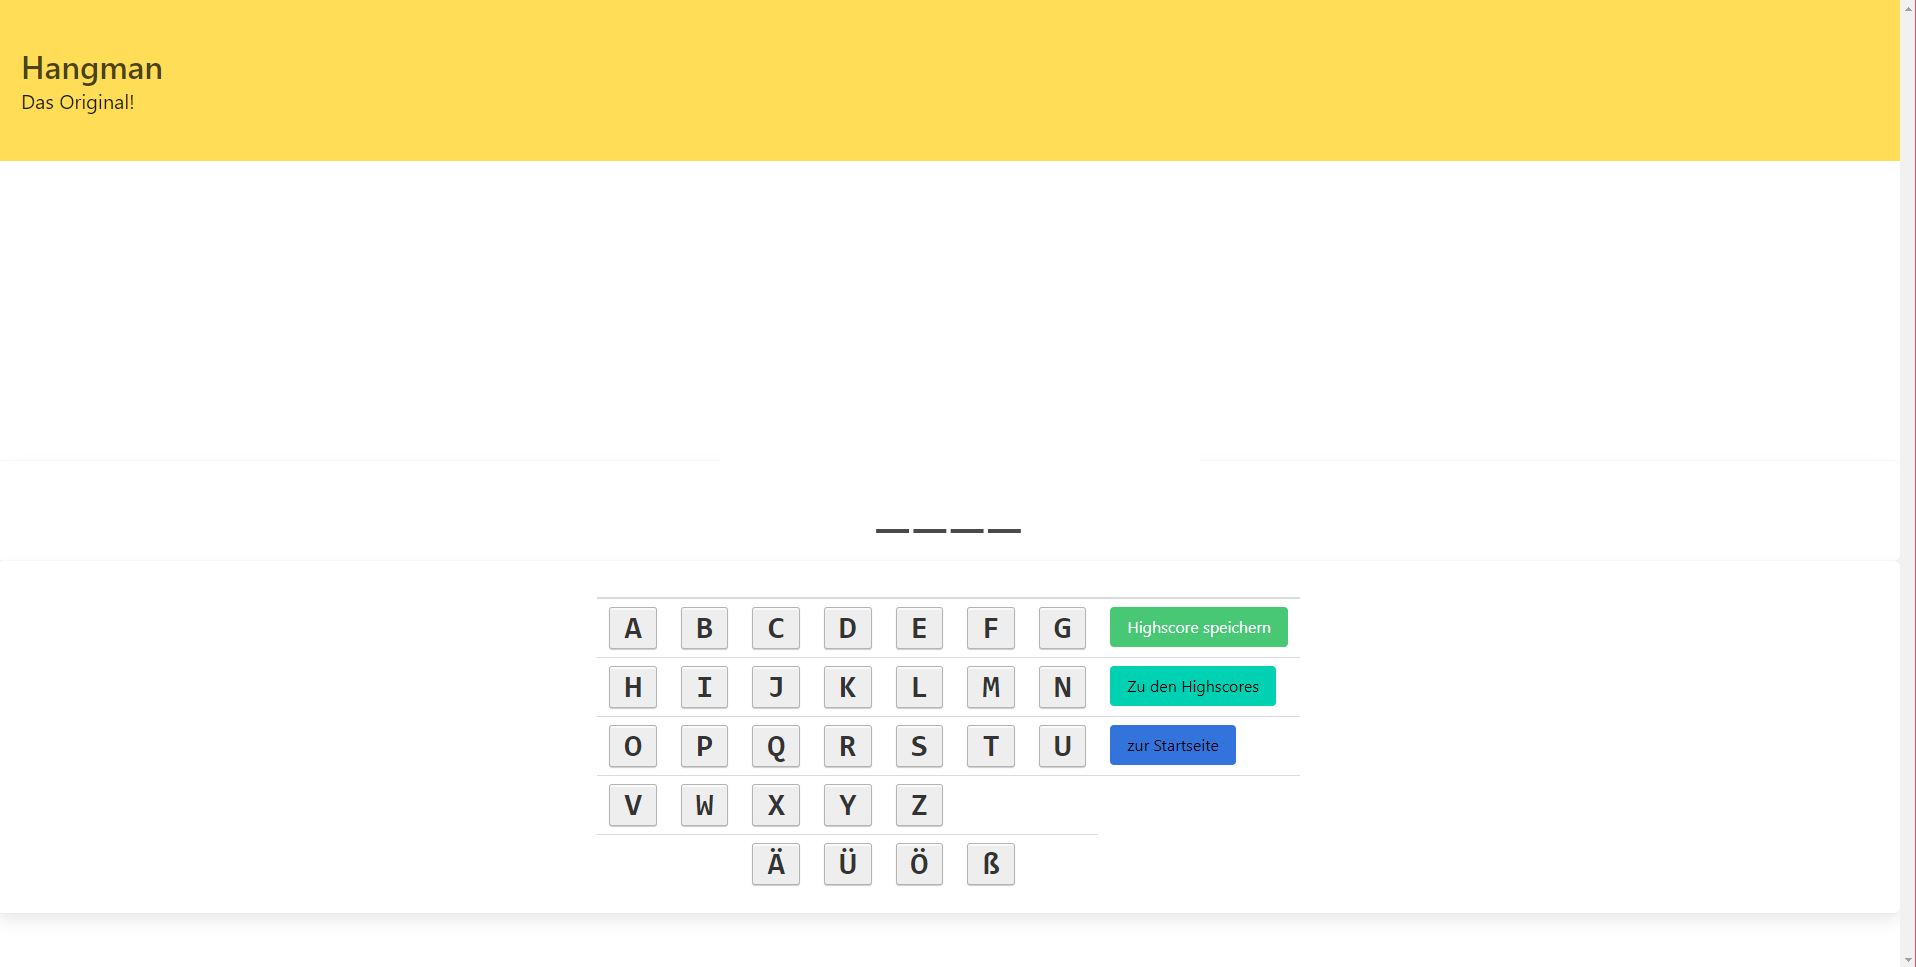 Hangman
Das Original!
_ _ _ _
A B C D E F G Highscore speichern
H I J K L M N Zu den Highscores
O P Q R S T U zur Startseite
V W X Y Z
Ä Ü Ö ß